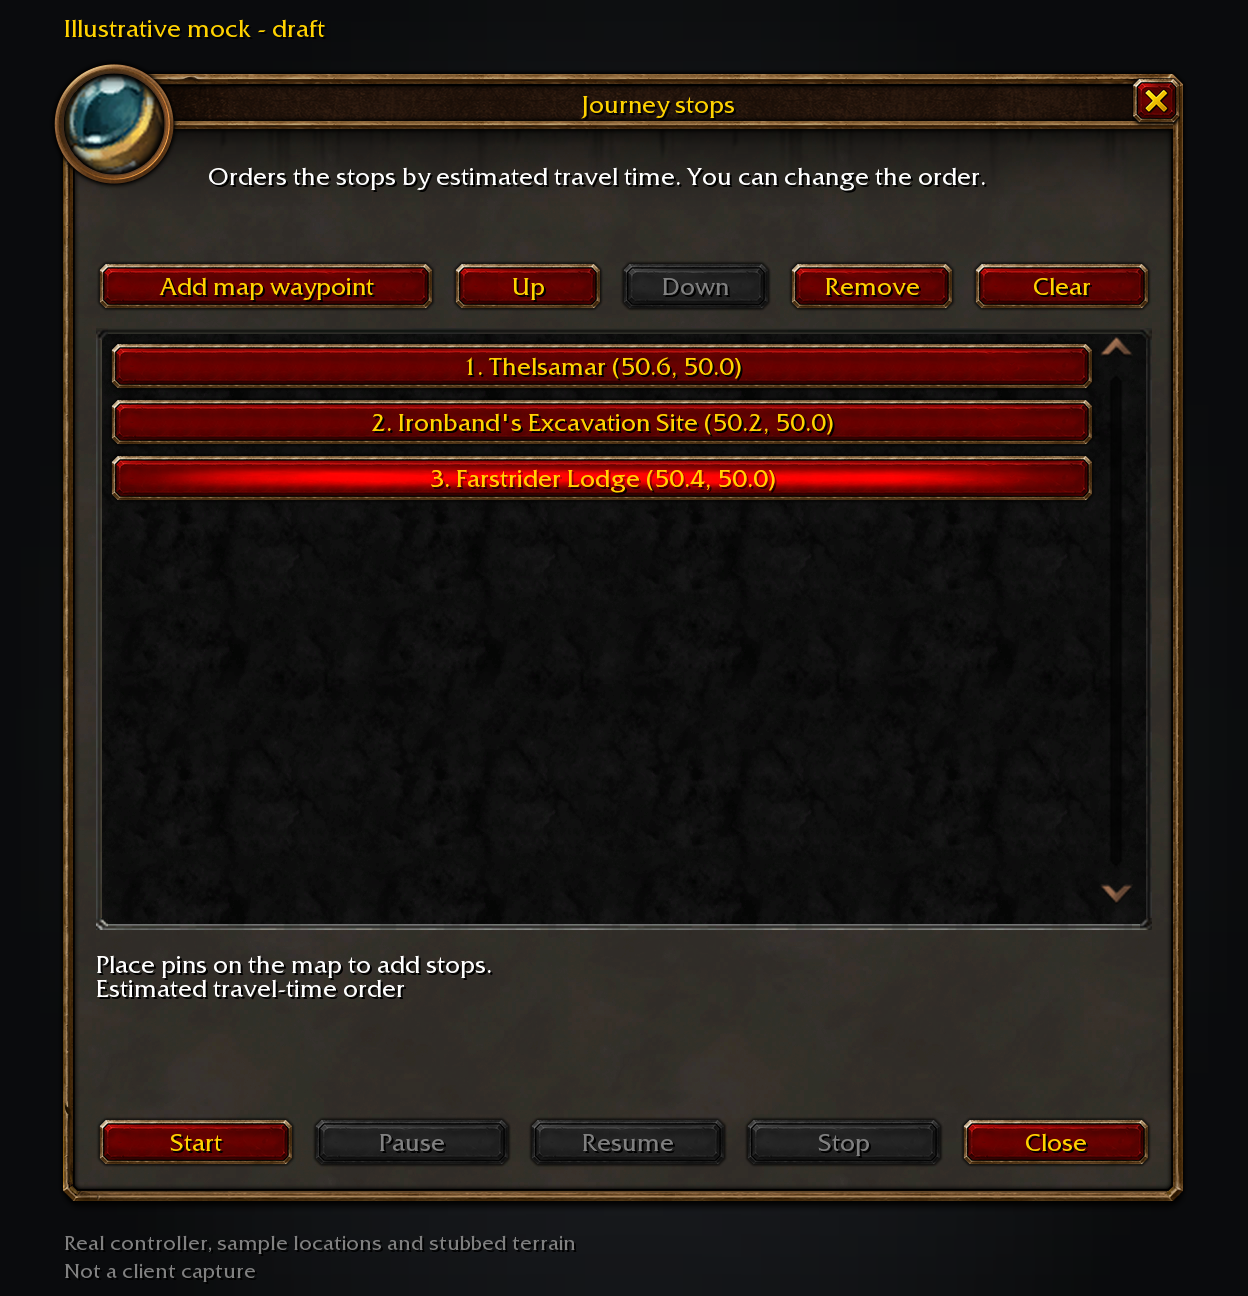 Illustrative mock - draft
Journey stops
Orders the stops by estimated travel time. You can change the order.
Add map waypoint
Up
Down
Remove
Clear
1. Thelsamar (50.6, 50.0)
2. Ironband's Excavation Site (50.2, 50.0)
3. Farstrider Lodge (50.4, 50.0)
Place pins on the map to add stops.
Estimated travel-time order
Start
Pause
Resume
Stop
Close
Real controller, sample locations and stubbed terrain
Not a client capture